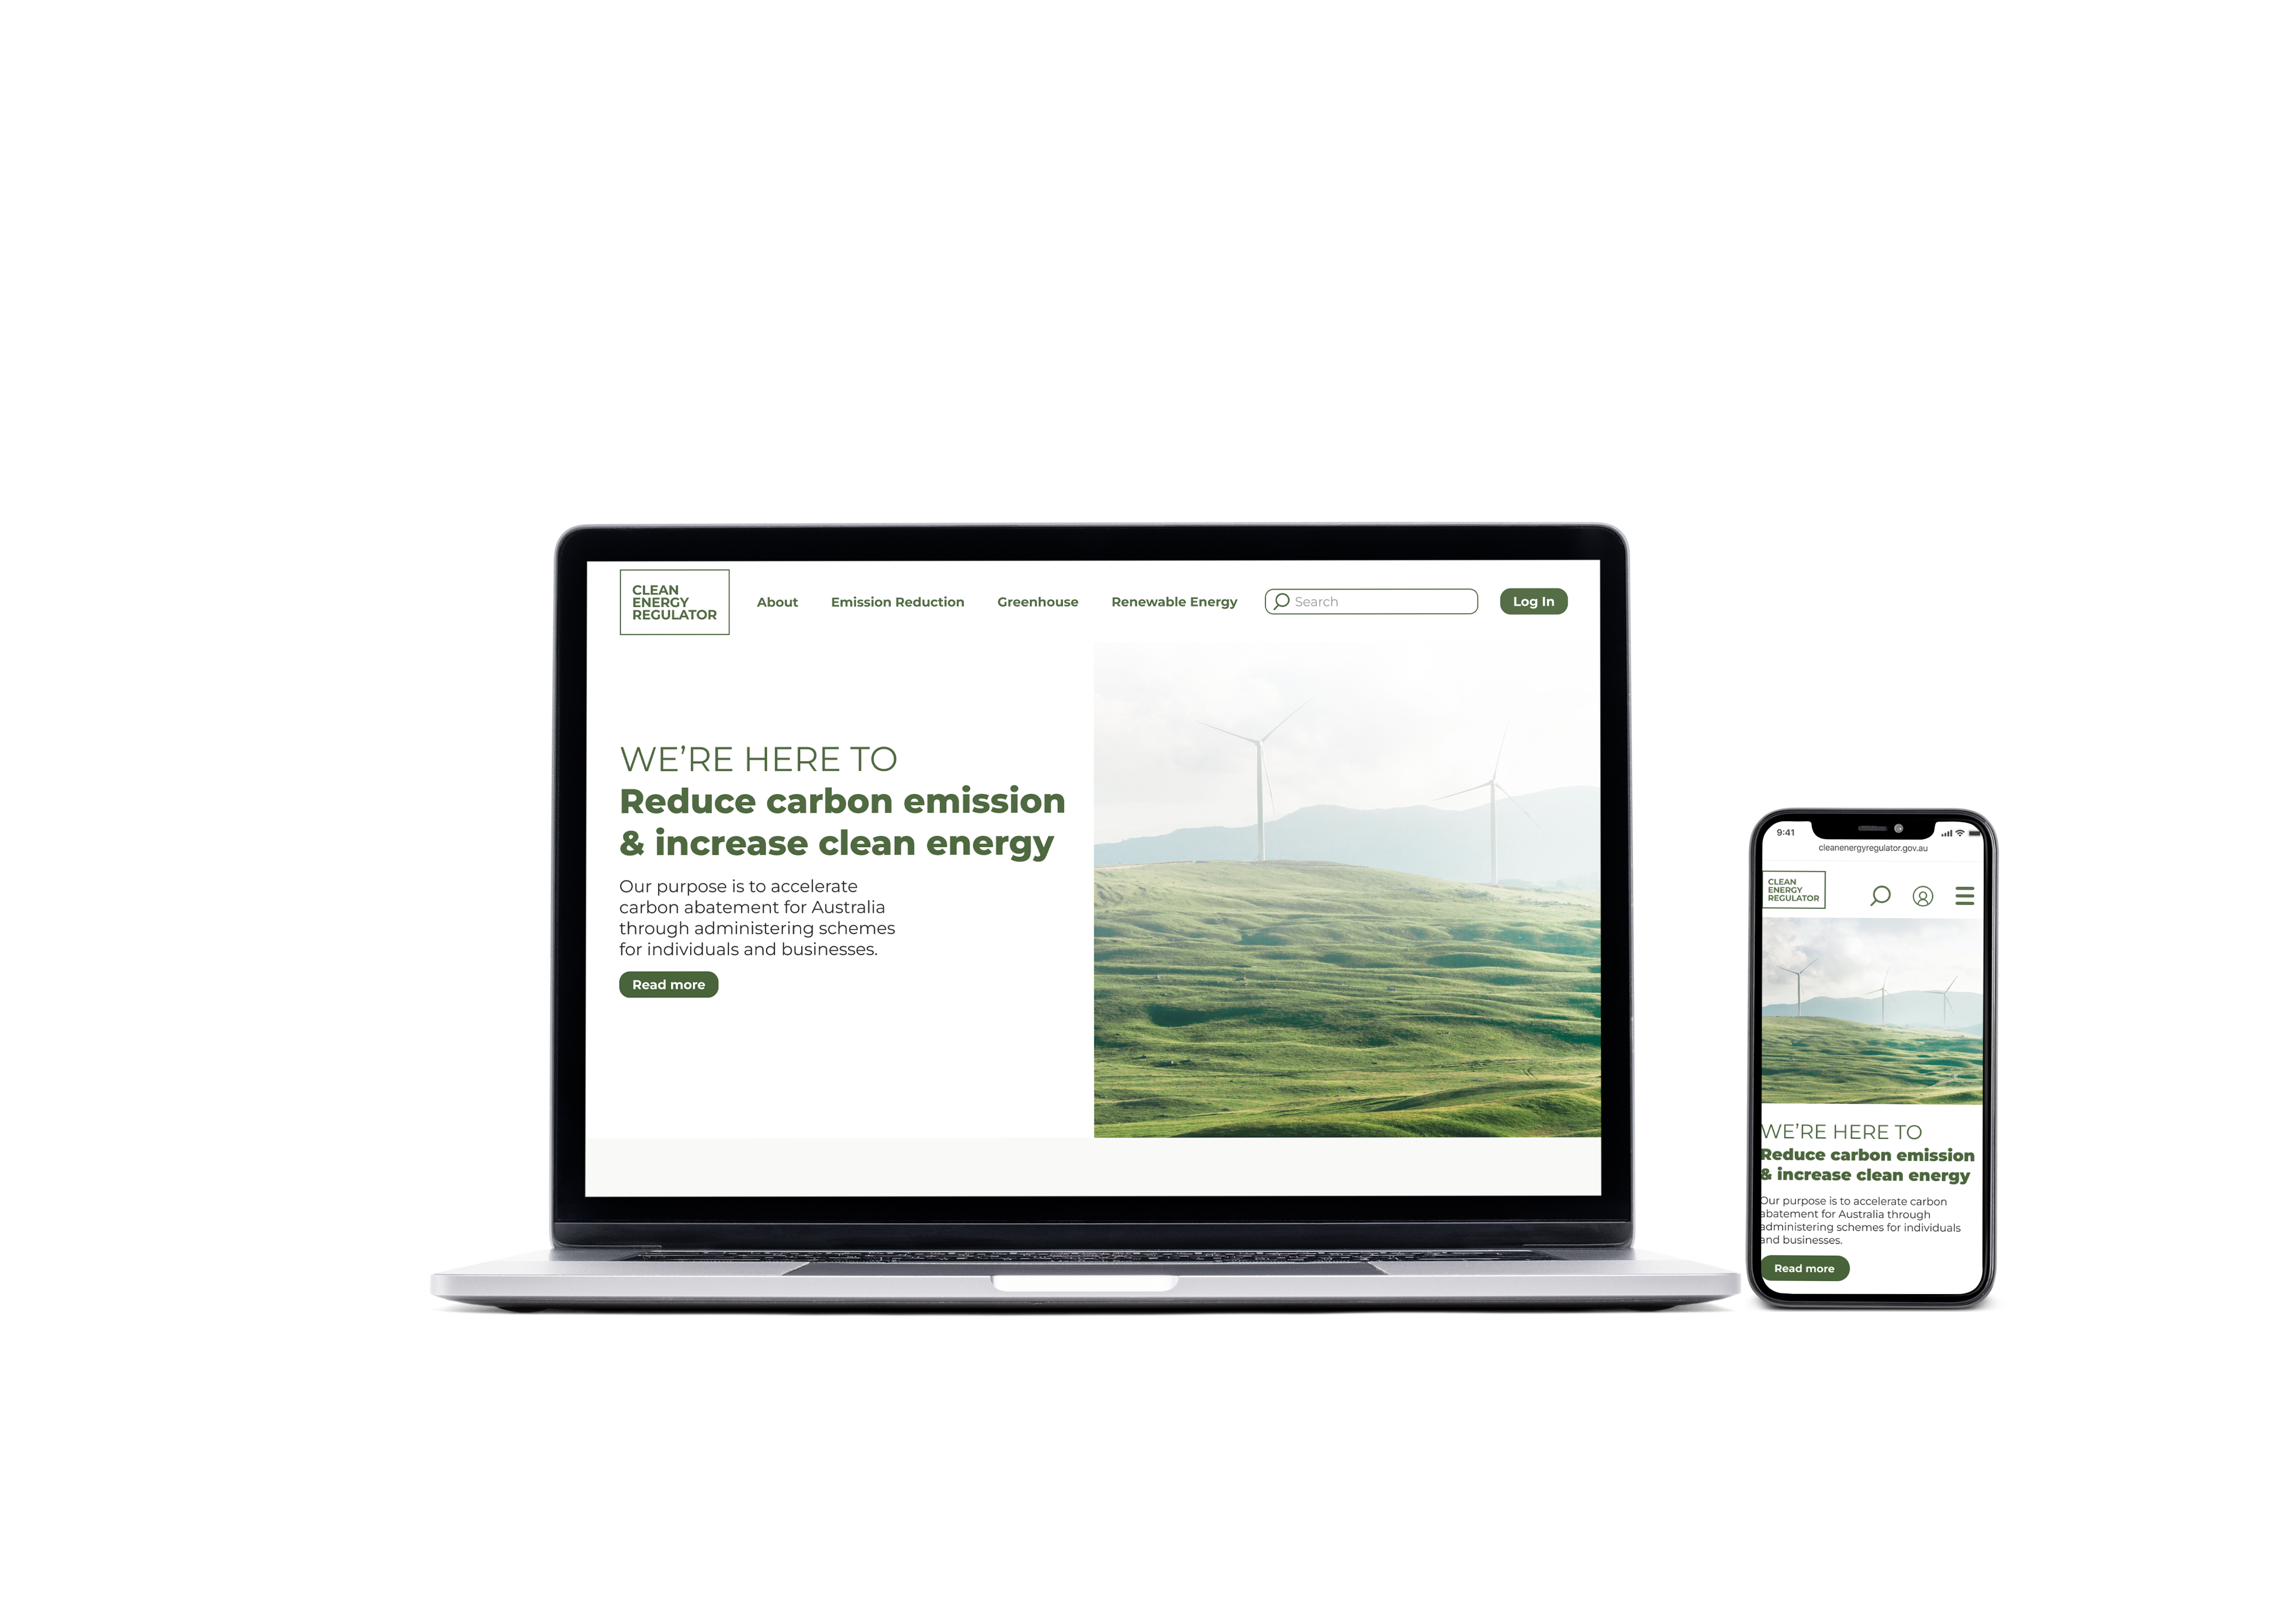 CLEAN
ENERGY
REGULATOR
About
Emission Reduction
Greenhouse
Renewable Energy
Search
Log In
WE’RE HERE TO
Reduce carbon emission
& increase clean energy
Our purpose is to accelerate
carbon abatement for Australia
through administering schemes
for individuals and businesses.
Read more
9:41
cleanenergyregulator.gov.au
CLEAN
ENERGY
REGULATOR
WE’RE HERE TO
Reduce carbon emission
& increase clean energy
Our purpose is to accelerate carbon
abatement for Australia through
administering schemes for individuals
and businesses.
Read more